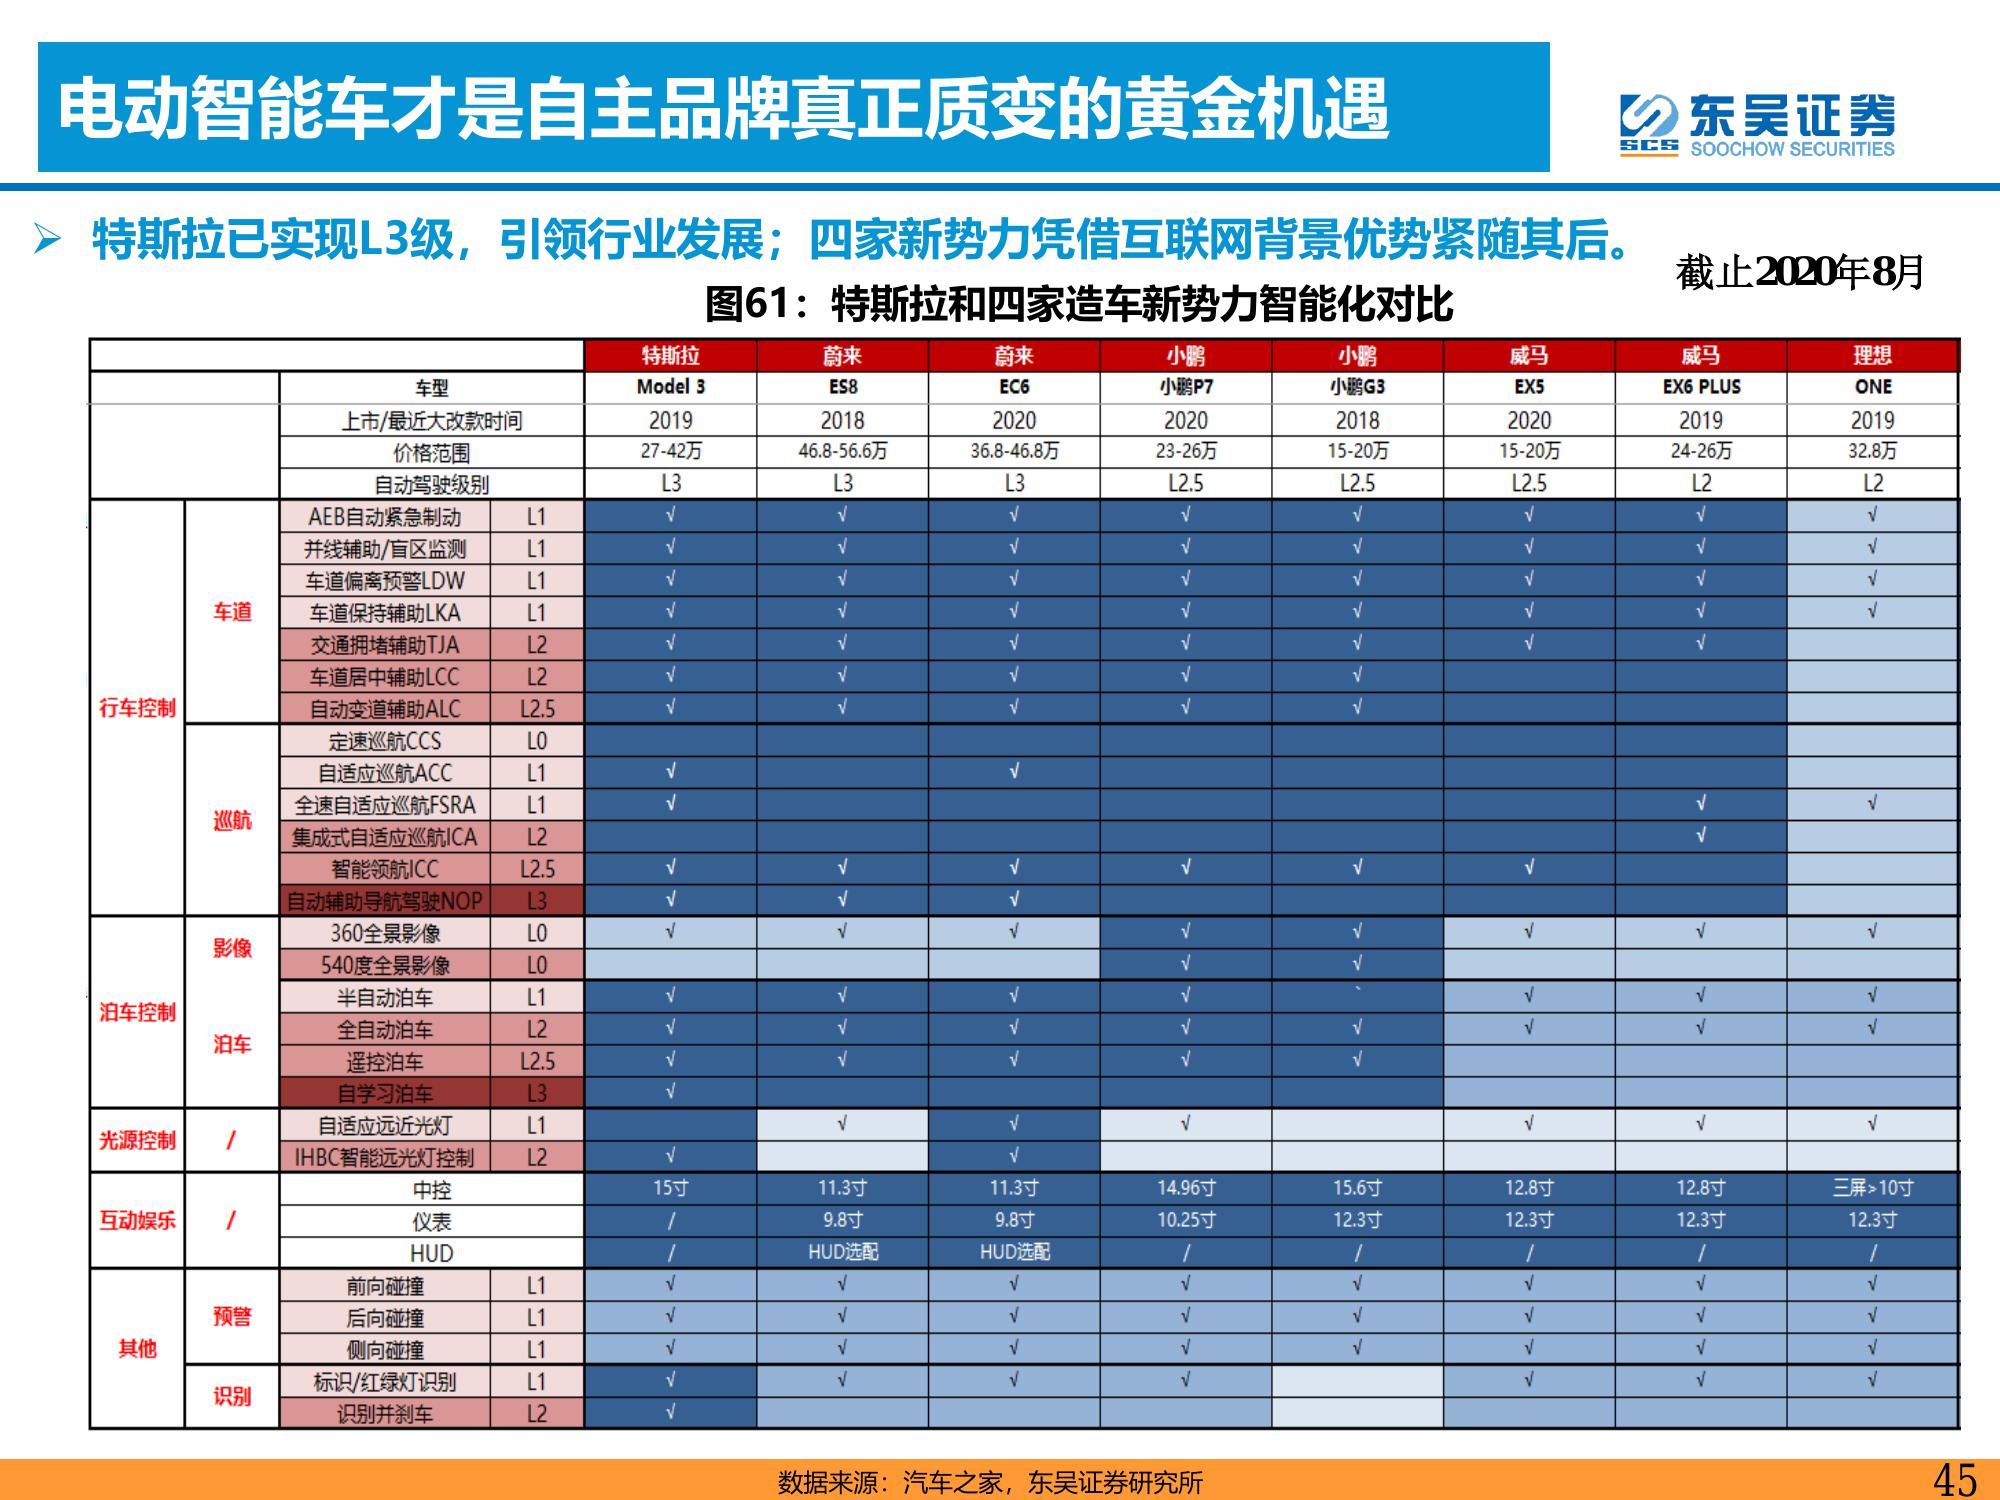 电动智能车才是自主品牌真正质变的黄金机遇
SCS 东吴证券
SOOCHOW SECURITIES
特斯拉已实现L3级，引领行业发展；四家新势力凭借互联网背景优势紧随其后。
截止2020年8月
图61：特斯拉和四家造车新势力智能化对比
特斯拉 蔚来 蔚来 小鹏 小鹏 威马 威马 理想
车型 Model 3 ES8 EC6 小鹏P7 小鹏G3 EX5 EX6 PLUS ONE
上市/最近大改款时间 2019 2018 2020 2020 2018 2020 2019 2019
价格范围 27-42万 46.8-56.6万 36.8-46.8万 23-26万 15-20万 15-20万 24-26万 32.8万
自动驾驶级别 L3 L3 L3 L2.5 L2.5 L2.5 L2 L2
行车控制
车道
AEB自动紧急制动 L1 √ √ √ √ √ √ √ √
并线辅助/盲区监测 L1 √ √ √ √ √ √ √ √
车道偏离预警LDW L1 √ √ √ √ √ √ √ √
车道保持辅助LKA L1 √ √ √ √ √ √ √ √
交通拥堵辅助TJA L2 √ √ √ √ √ √ √
车道居中辅助LCC L2 √ √ √ √ √
自动变道辅助ALC L2.5 √ √ √ √ √
巡航
定速巡航CCS L0
自适应巡航ACC L1 √ √
全速自适应巡航FSRA L1 √ √ √
集成式自适应巡航ICA L2 √
智能领航ICC L2.5 √ √ √ √ √ √
自动辅助导航驾驶NOP L3 √ √ √
泊车控制
影像
360全景影像 L0 √ √ √ √ √ √ √ √
540度全景影像 L0 √ √
泊车
半自动泊车 L1 √ √ √ √ ` √ √ √
全自动泊车 L2 √ √ √ √ √ √ √ √
遥控泊车 L2.5 √ √ √ √ √
自学习泊车 L3 √
光源控制 /
自适应远近光灯 L1 √ √ √ √ √ √
IHBC智能远光灯控制 L2 √ √
互动娱乐 /
中控 15寸 11.3寸 11.3寸 14.96寸 15.6寸 12.8寸 12.8寸 三屏>10寸
仪表 / 9.8寸 9.8寸 10.25寸 12.3寸 12.3寸 12.3寸 12.3寸
HUD / HUD选配 HUD选配 / / / / /
其他
预警
前向碰撞 L1 √ √ √ √ √ √ √ √
后向碰撞 L1 √ √ √ √ √ √ √ √
侧向碰撞 L1 √ √ √ √ √ √ √ √
识别
标识/红绿灯识别 L1 √ √ √ √ √ √ √
识别并刹车 L2 √
数据来源：汽车之家，东吴证券研究所
45